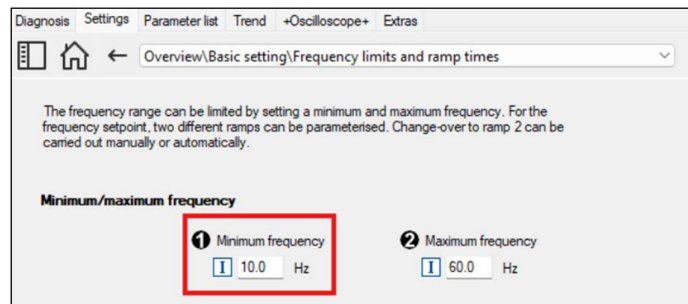 Diagnosis Settings Parameter list Trend +Oscilloscope+ Extras
Overview\Basic setting\Frequency limits and ramp times
The frequency range can be limited by setting a minimum and maximum frequency. For the
frequency setpoint, two different ramps can be parameterised. Change-over to ramp 2 can be
carried out manually or automatically.
Minimum/maximum frequency
1 Minimum frequency 2 Maximum frequency
I 10.0 Hz I 60.0 Hz